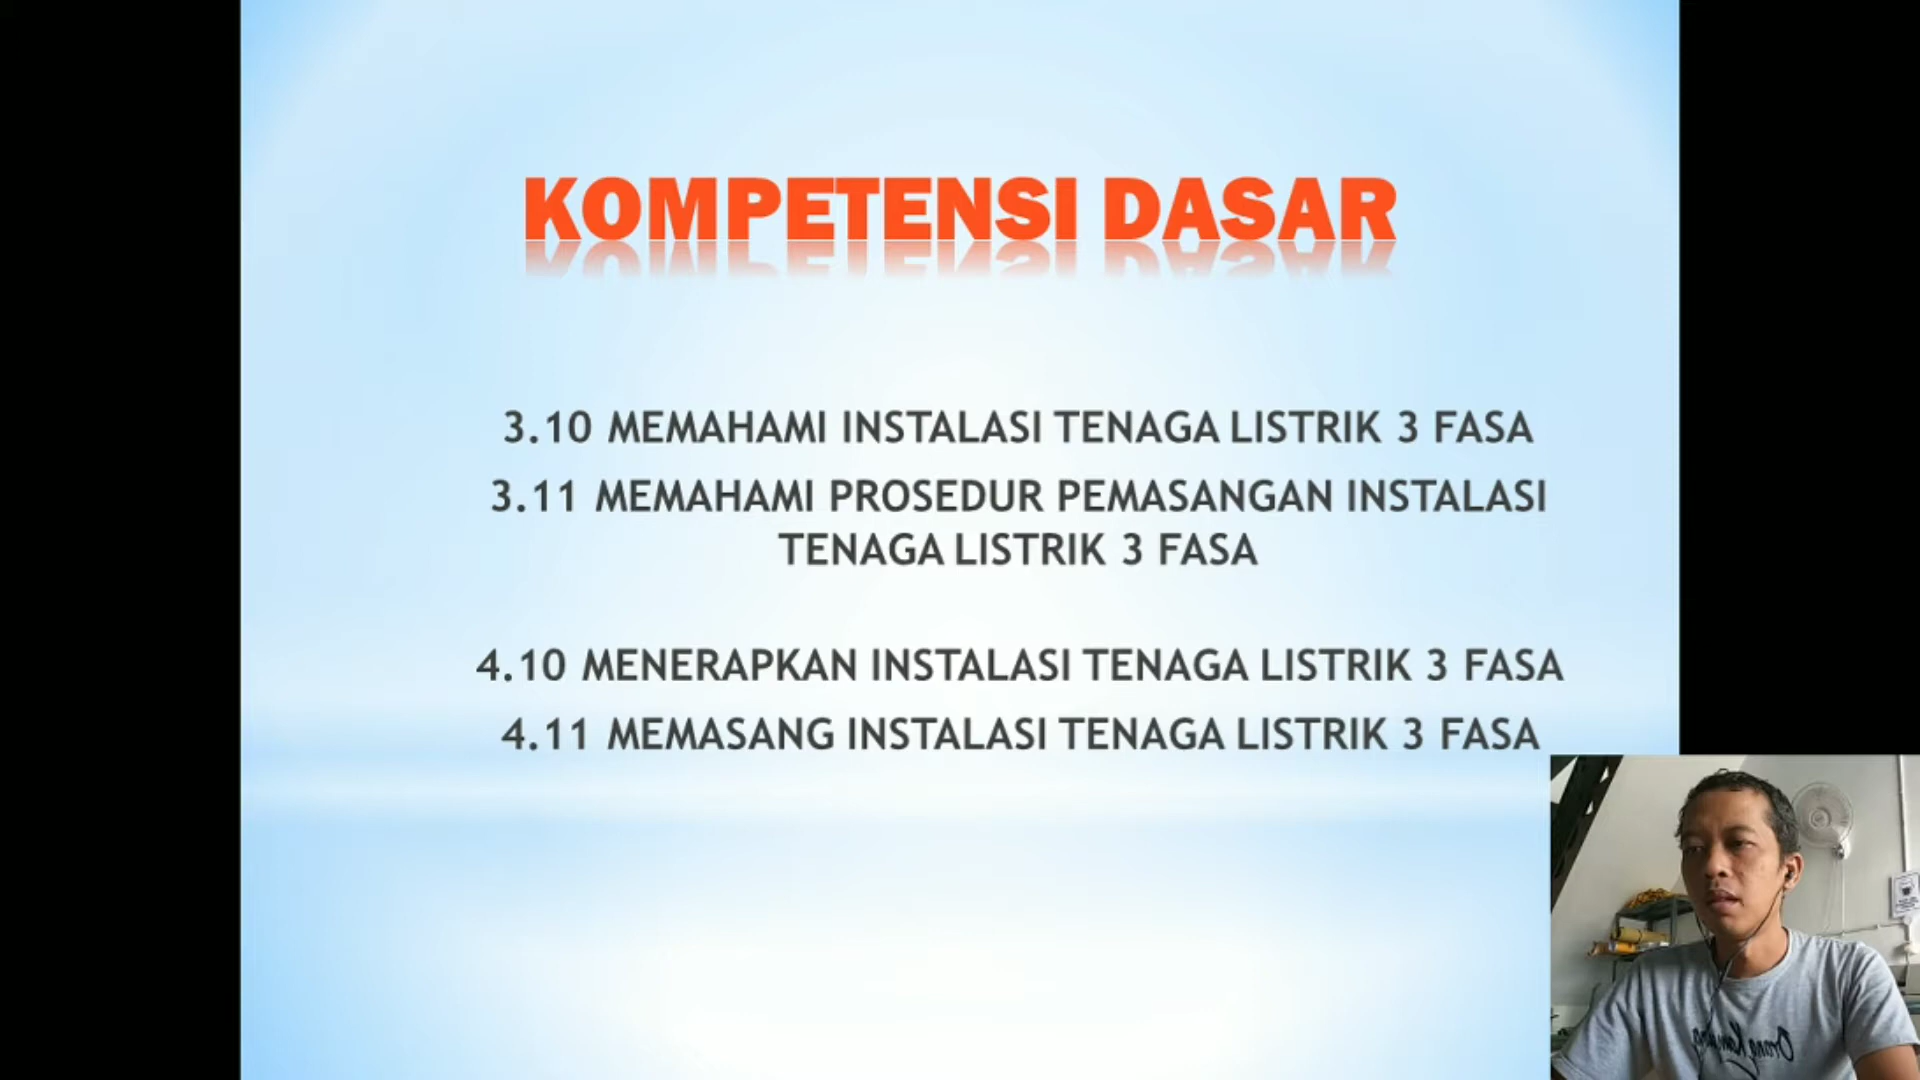 KOMPETENSI DASAR
3.10 MEMAHAMI INSTALASI TENAGA LISTRIK 3 FASA
3.11 MEMAHAMI PROSEDUR PEMASANGAN INSTALASI
TENAGA LISTRIK 3 FASA
4.10 MENERAPKAN INSTALASI TENAGA LISTRIK 3 FASA
4.11 MEMASANG INSTALASI TENAGA LISTRIK 3 FASA